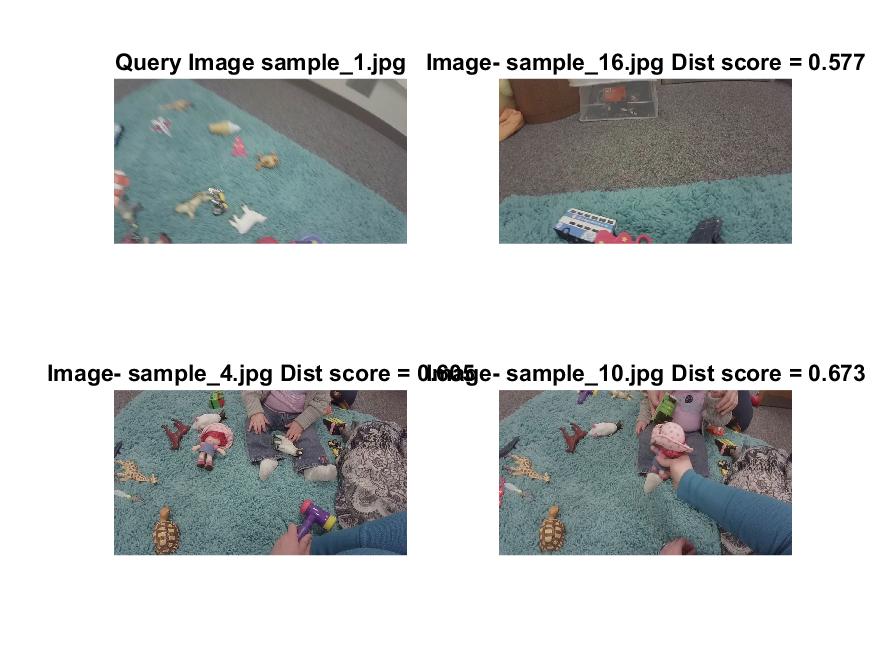 Query Image sample_1.jpg
Image- sample_16.jpg Dist score = 0.577
Image- sample_4.jpg Dist score = 0.605
Image- sample_10.jpg Dist score = 0.673